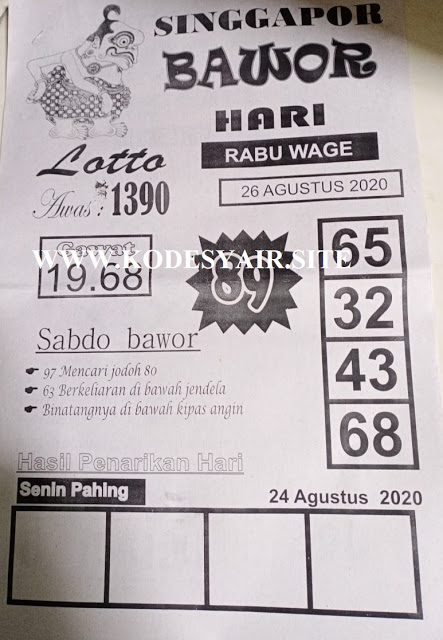 SINGGAPOR
BAWOR
HARI
Lotto
RABU WAGE
Awas : 1390
26 AGUSTUS 2020
Gawat
19.68
WWW.KODESYAIR.SITE
89
65
32
43
68
Sabdo bawor
97 Mencari jodoh 80
63 Berkeliaran di bawah jendela
Binatangnya di bawah kipas angin
Hasil Penarikan Hari
Senin Pahing
24 Agustus 2020